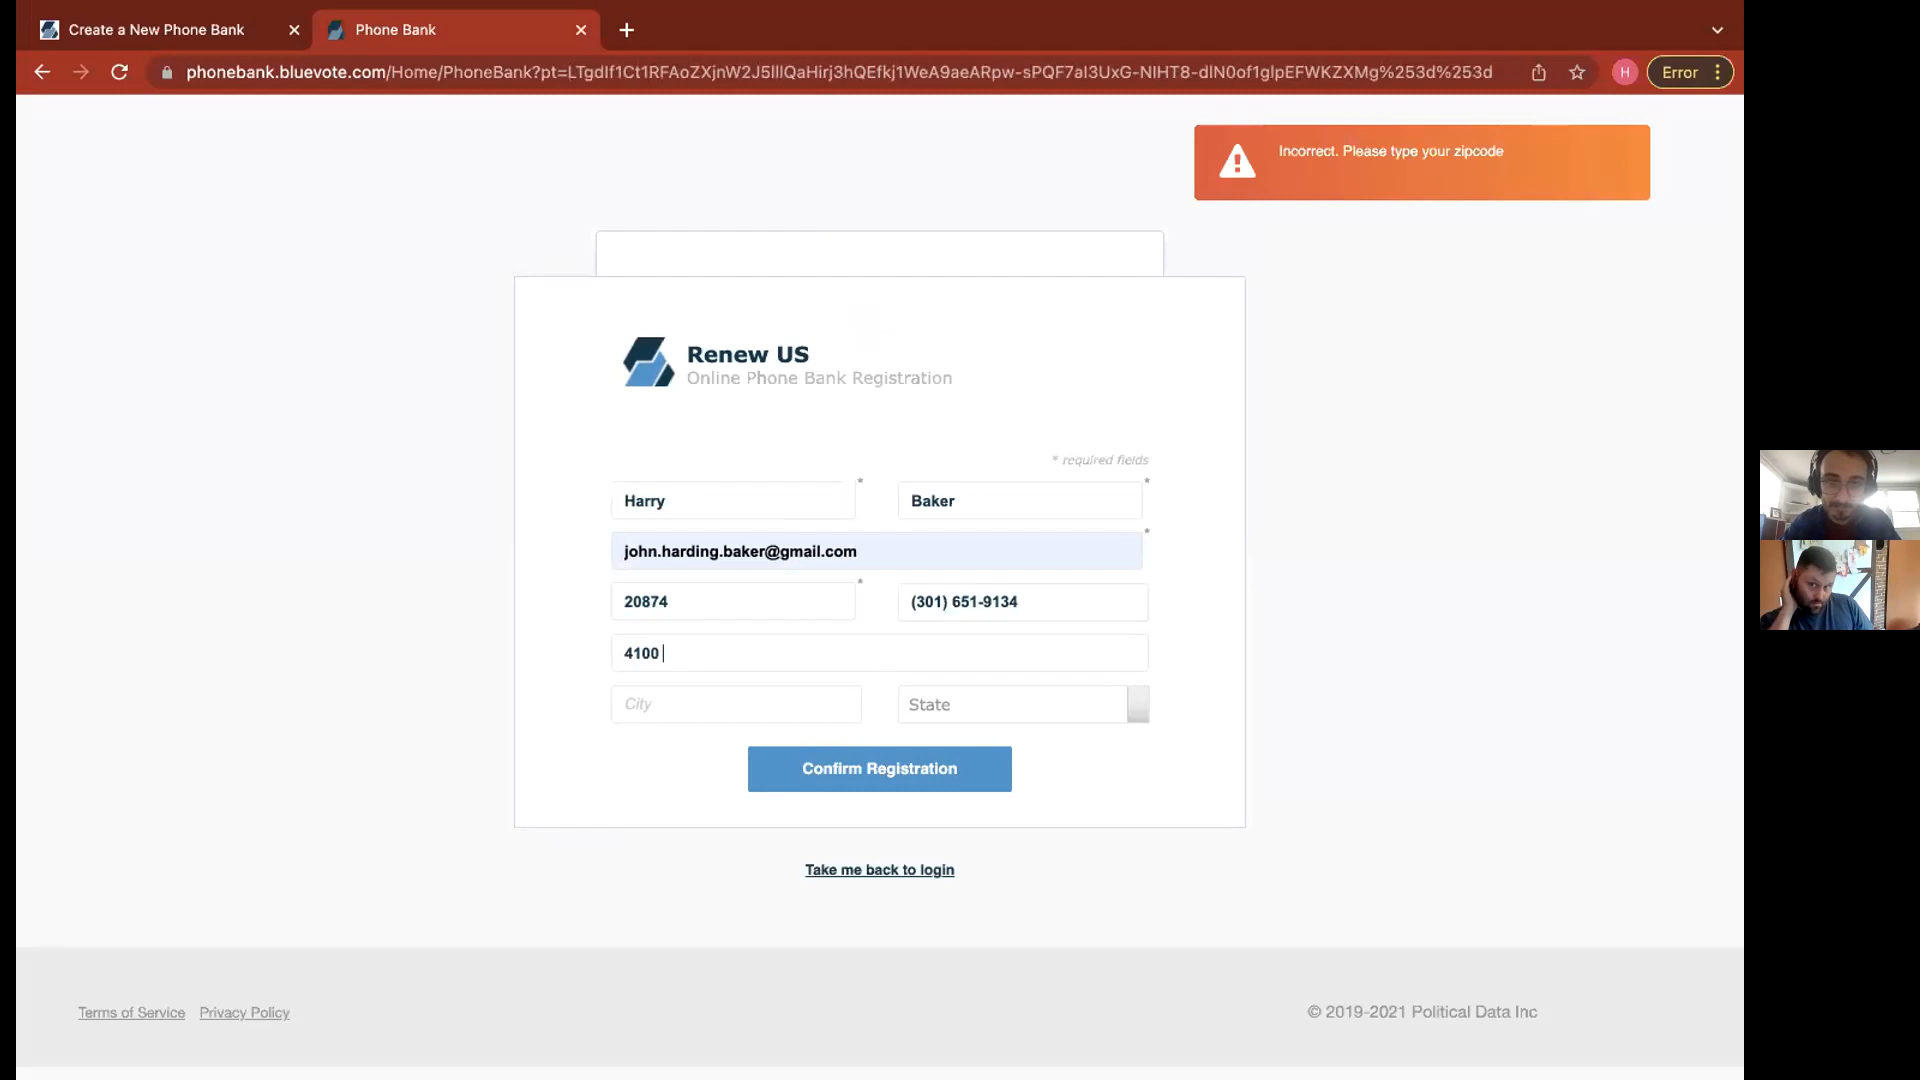 Create a New Phone Bank
Phone Bank
phonebank.bluevote.com/Home/PhoneBank?pt=LTgdIf1Ct1RFAoZXjnW2J5lllQaHirj3hQEfkj1WeA9aeARpw-sPQF7al3UxG-NIHT8-dlN0of1glpEFWKZXMg%253d%253d
H
Error
Incorrect. Please type your zipcode
Renew US
Online Phone Bank Registration
* required fields
Harry *
Baker *
john.harding.baker@gmail.com *
20874 *
(301) 651-9134
4100
City
State
Confirm Registration
Take me back to login
Terms of Service Privacy Policy
© 2019-2021 Political Data Inc